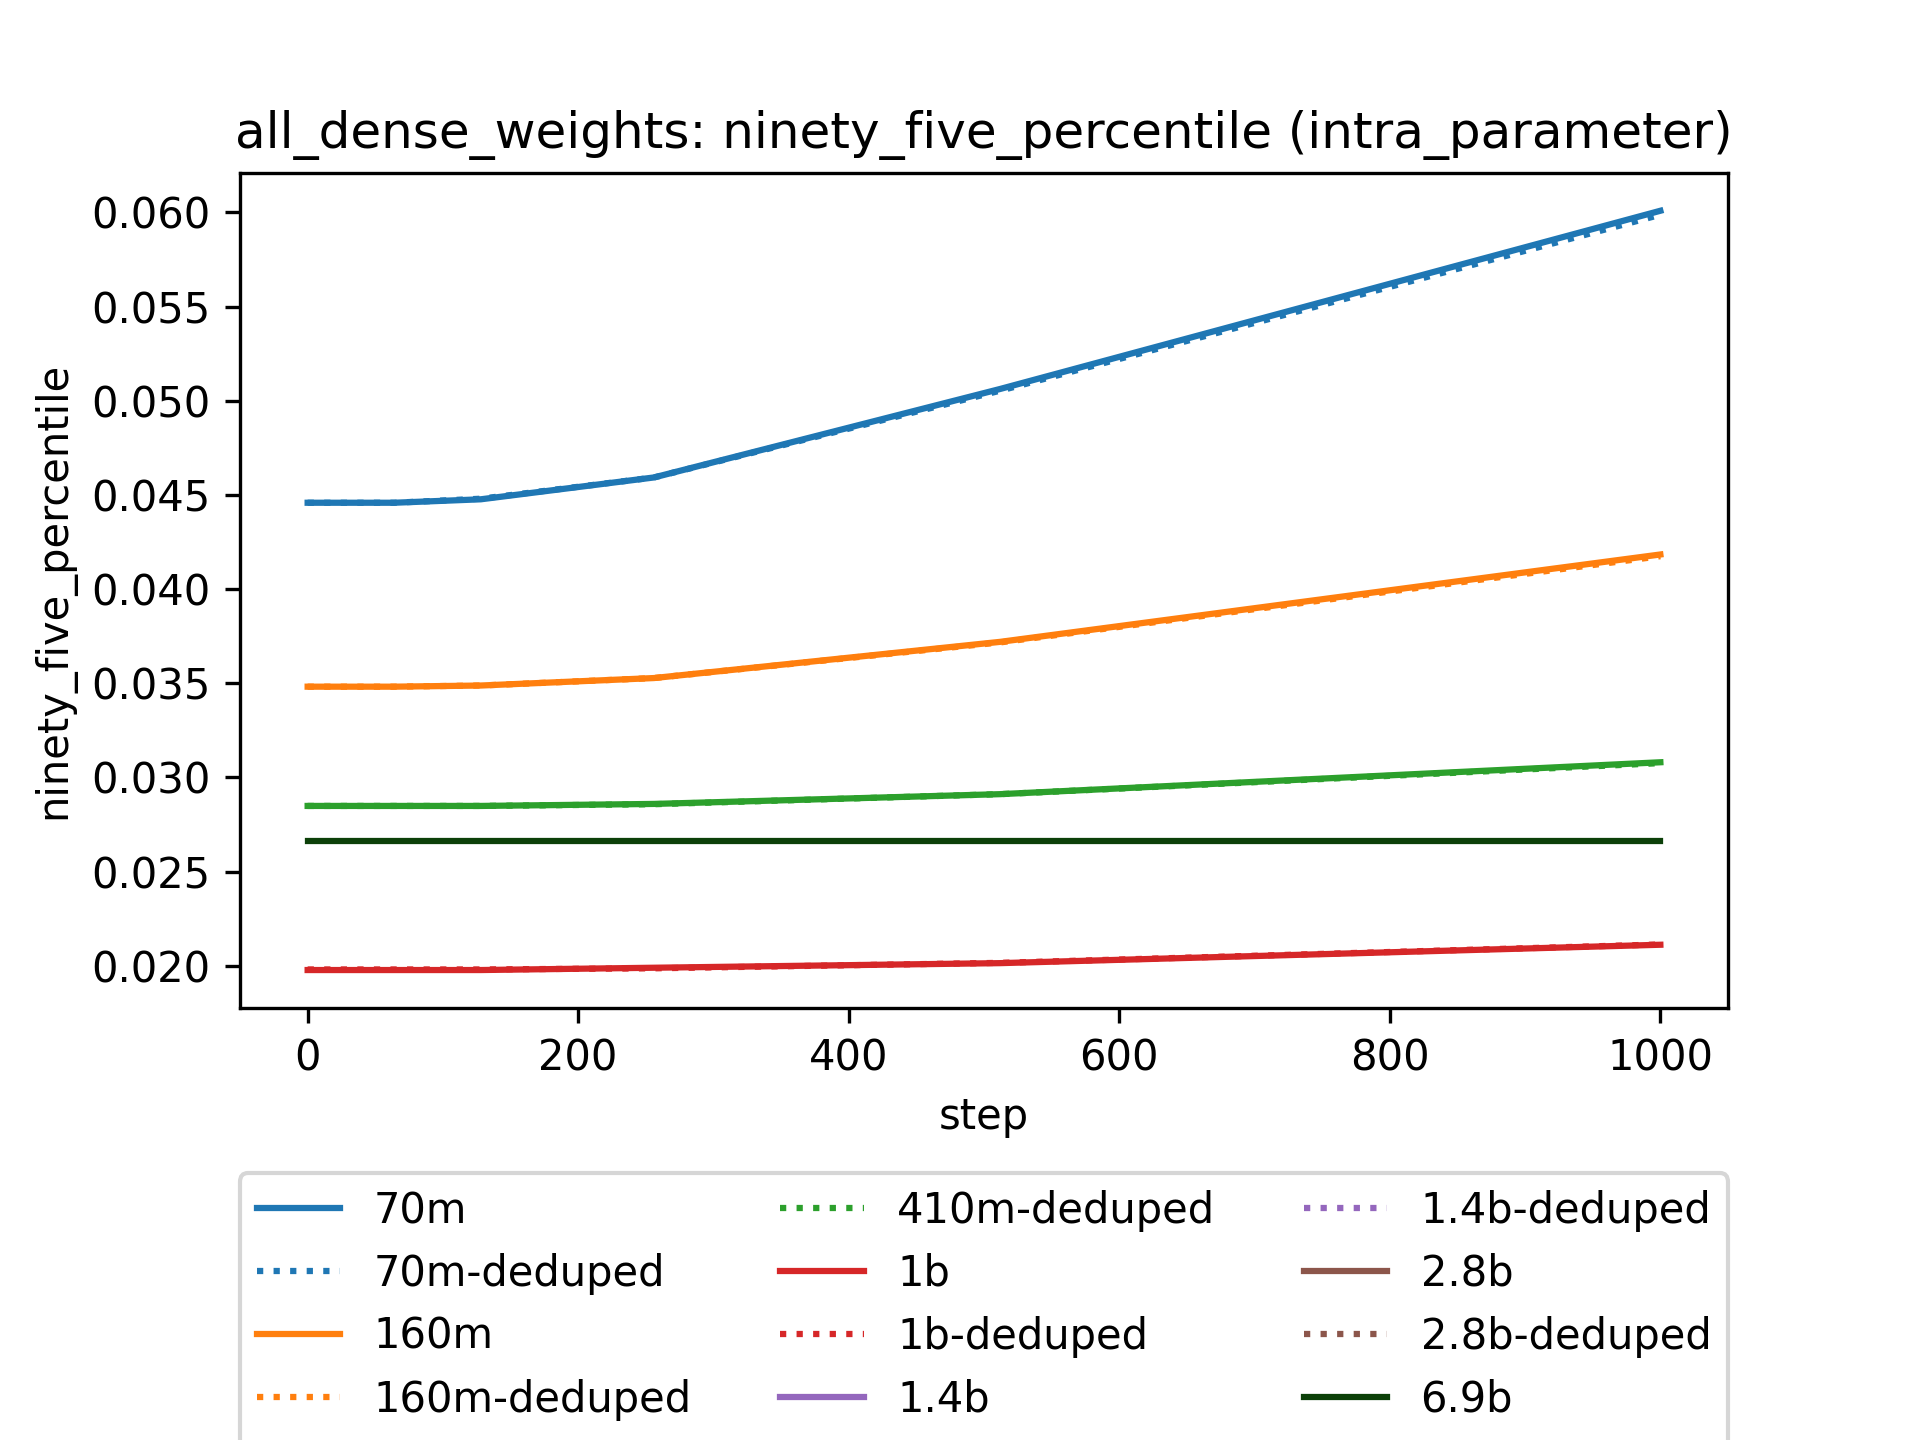 all_dense_weights: ninety_five_percentile (intra_parameter)
ninety_five_percentile
0.060
0.055
0.050
0.045
0.040
0.035
0.030
0.025
0.020
0 200 400 600 800 1000
step
70m 410m-deduped 1.4b-deduped
70m-deduped 1b 2.8b
160m 1b-deduped 2.8b-deduped
160m-deduped 1.4b 6.9b